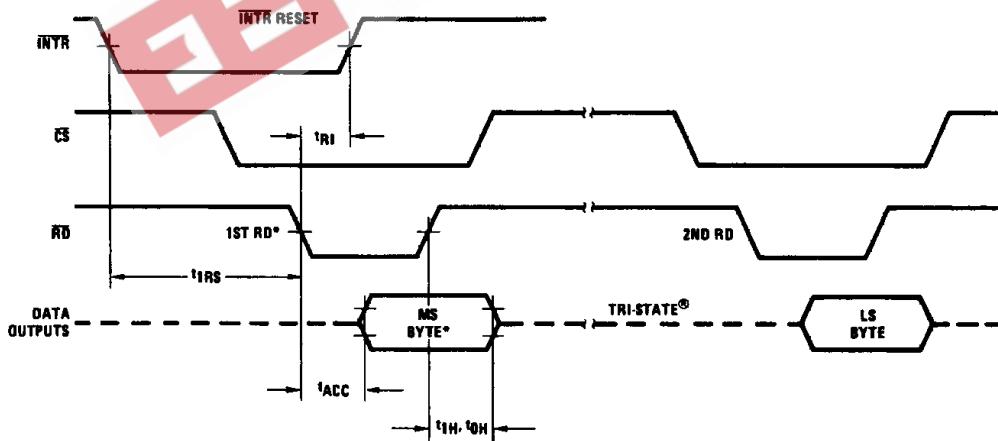 INTR RESET
INTR
CS
tRI
RD
1ST RD*
2ND RD
t1RS
DATA
OUTPUTS
MS
BYTE*
TRI-STATE®
LS
BYTE
tACC
t1H, t0H